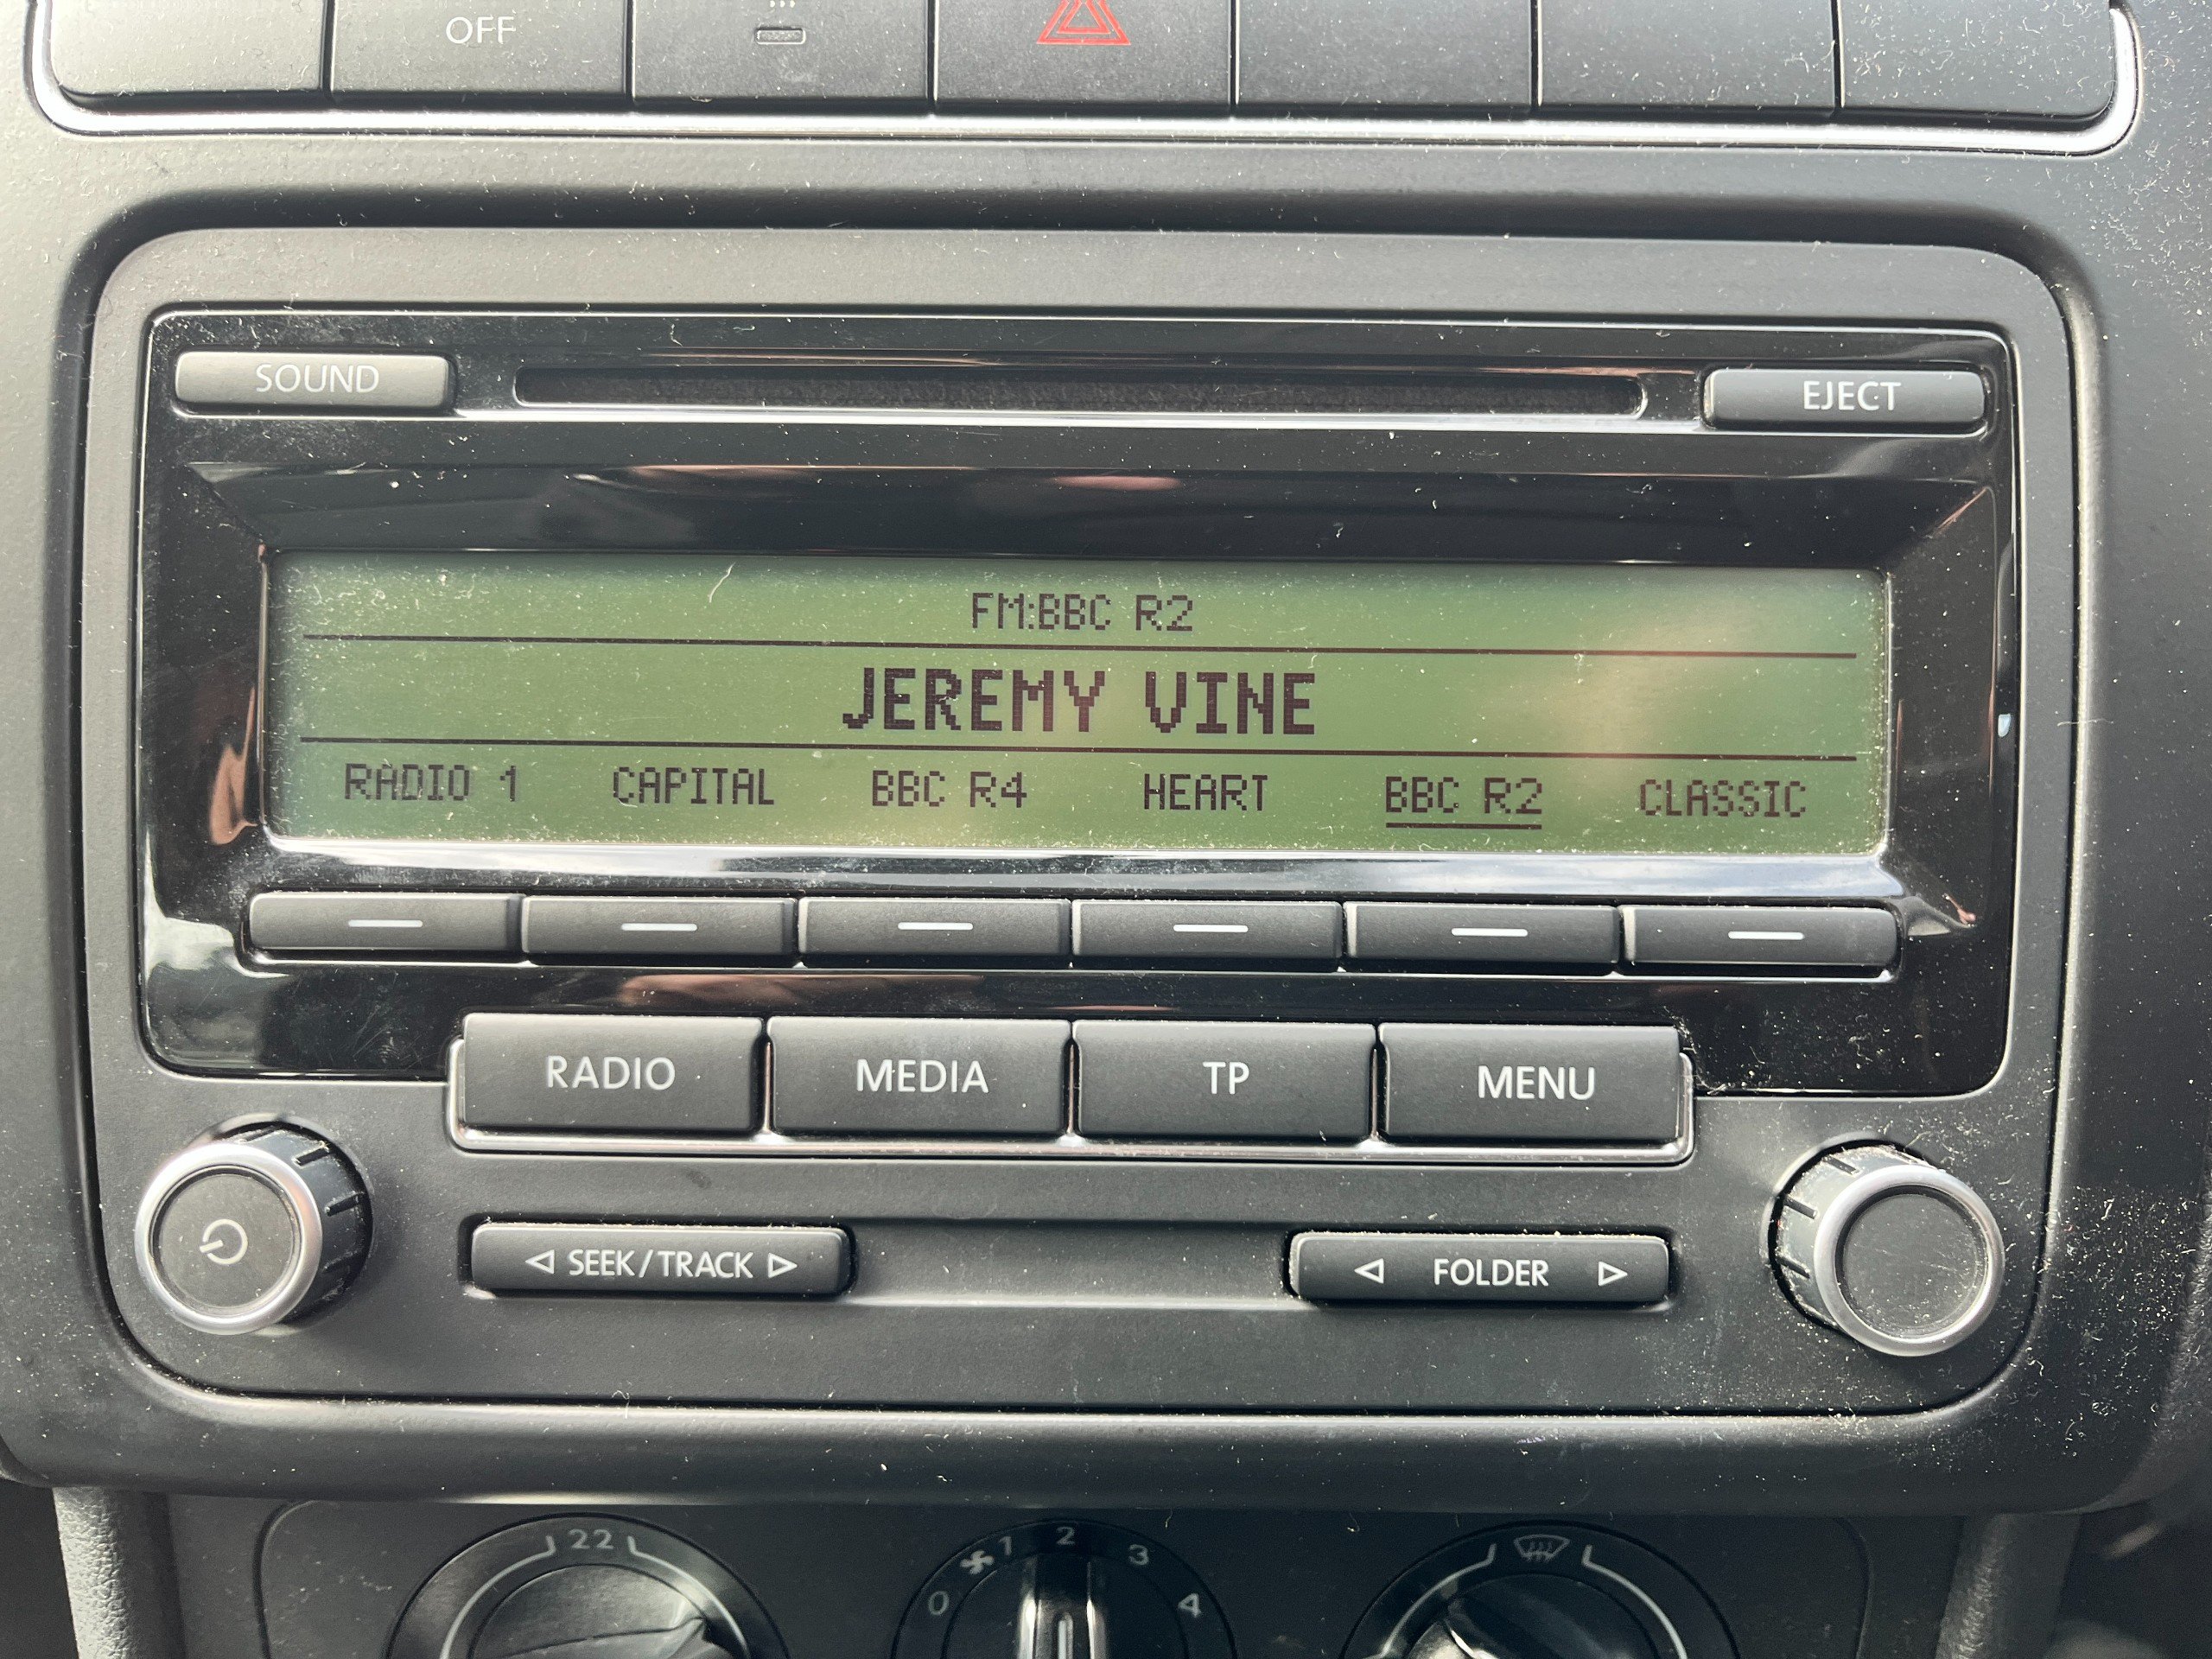 OFF
SOUND
EJECT
FM:BBC R2
JEREMY VINE
RADIO 1 CAPITAL BBC R4 HEART BBC R2 CLASSIC
RADIO MEDIA TP MENU
SEEK/TRACK FOLDER
22
0 1 2 3 4